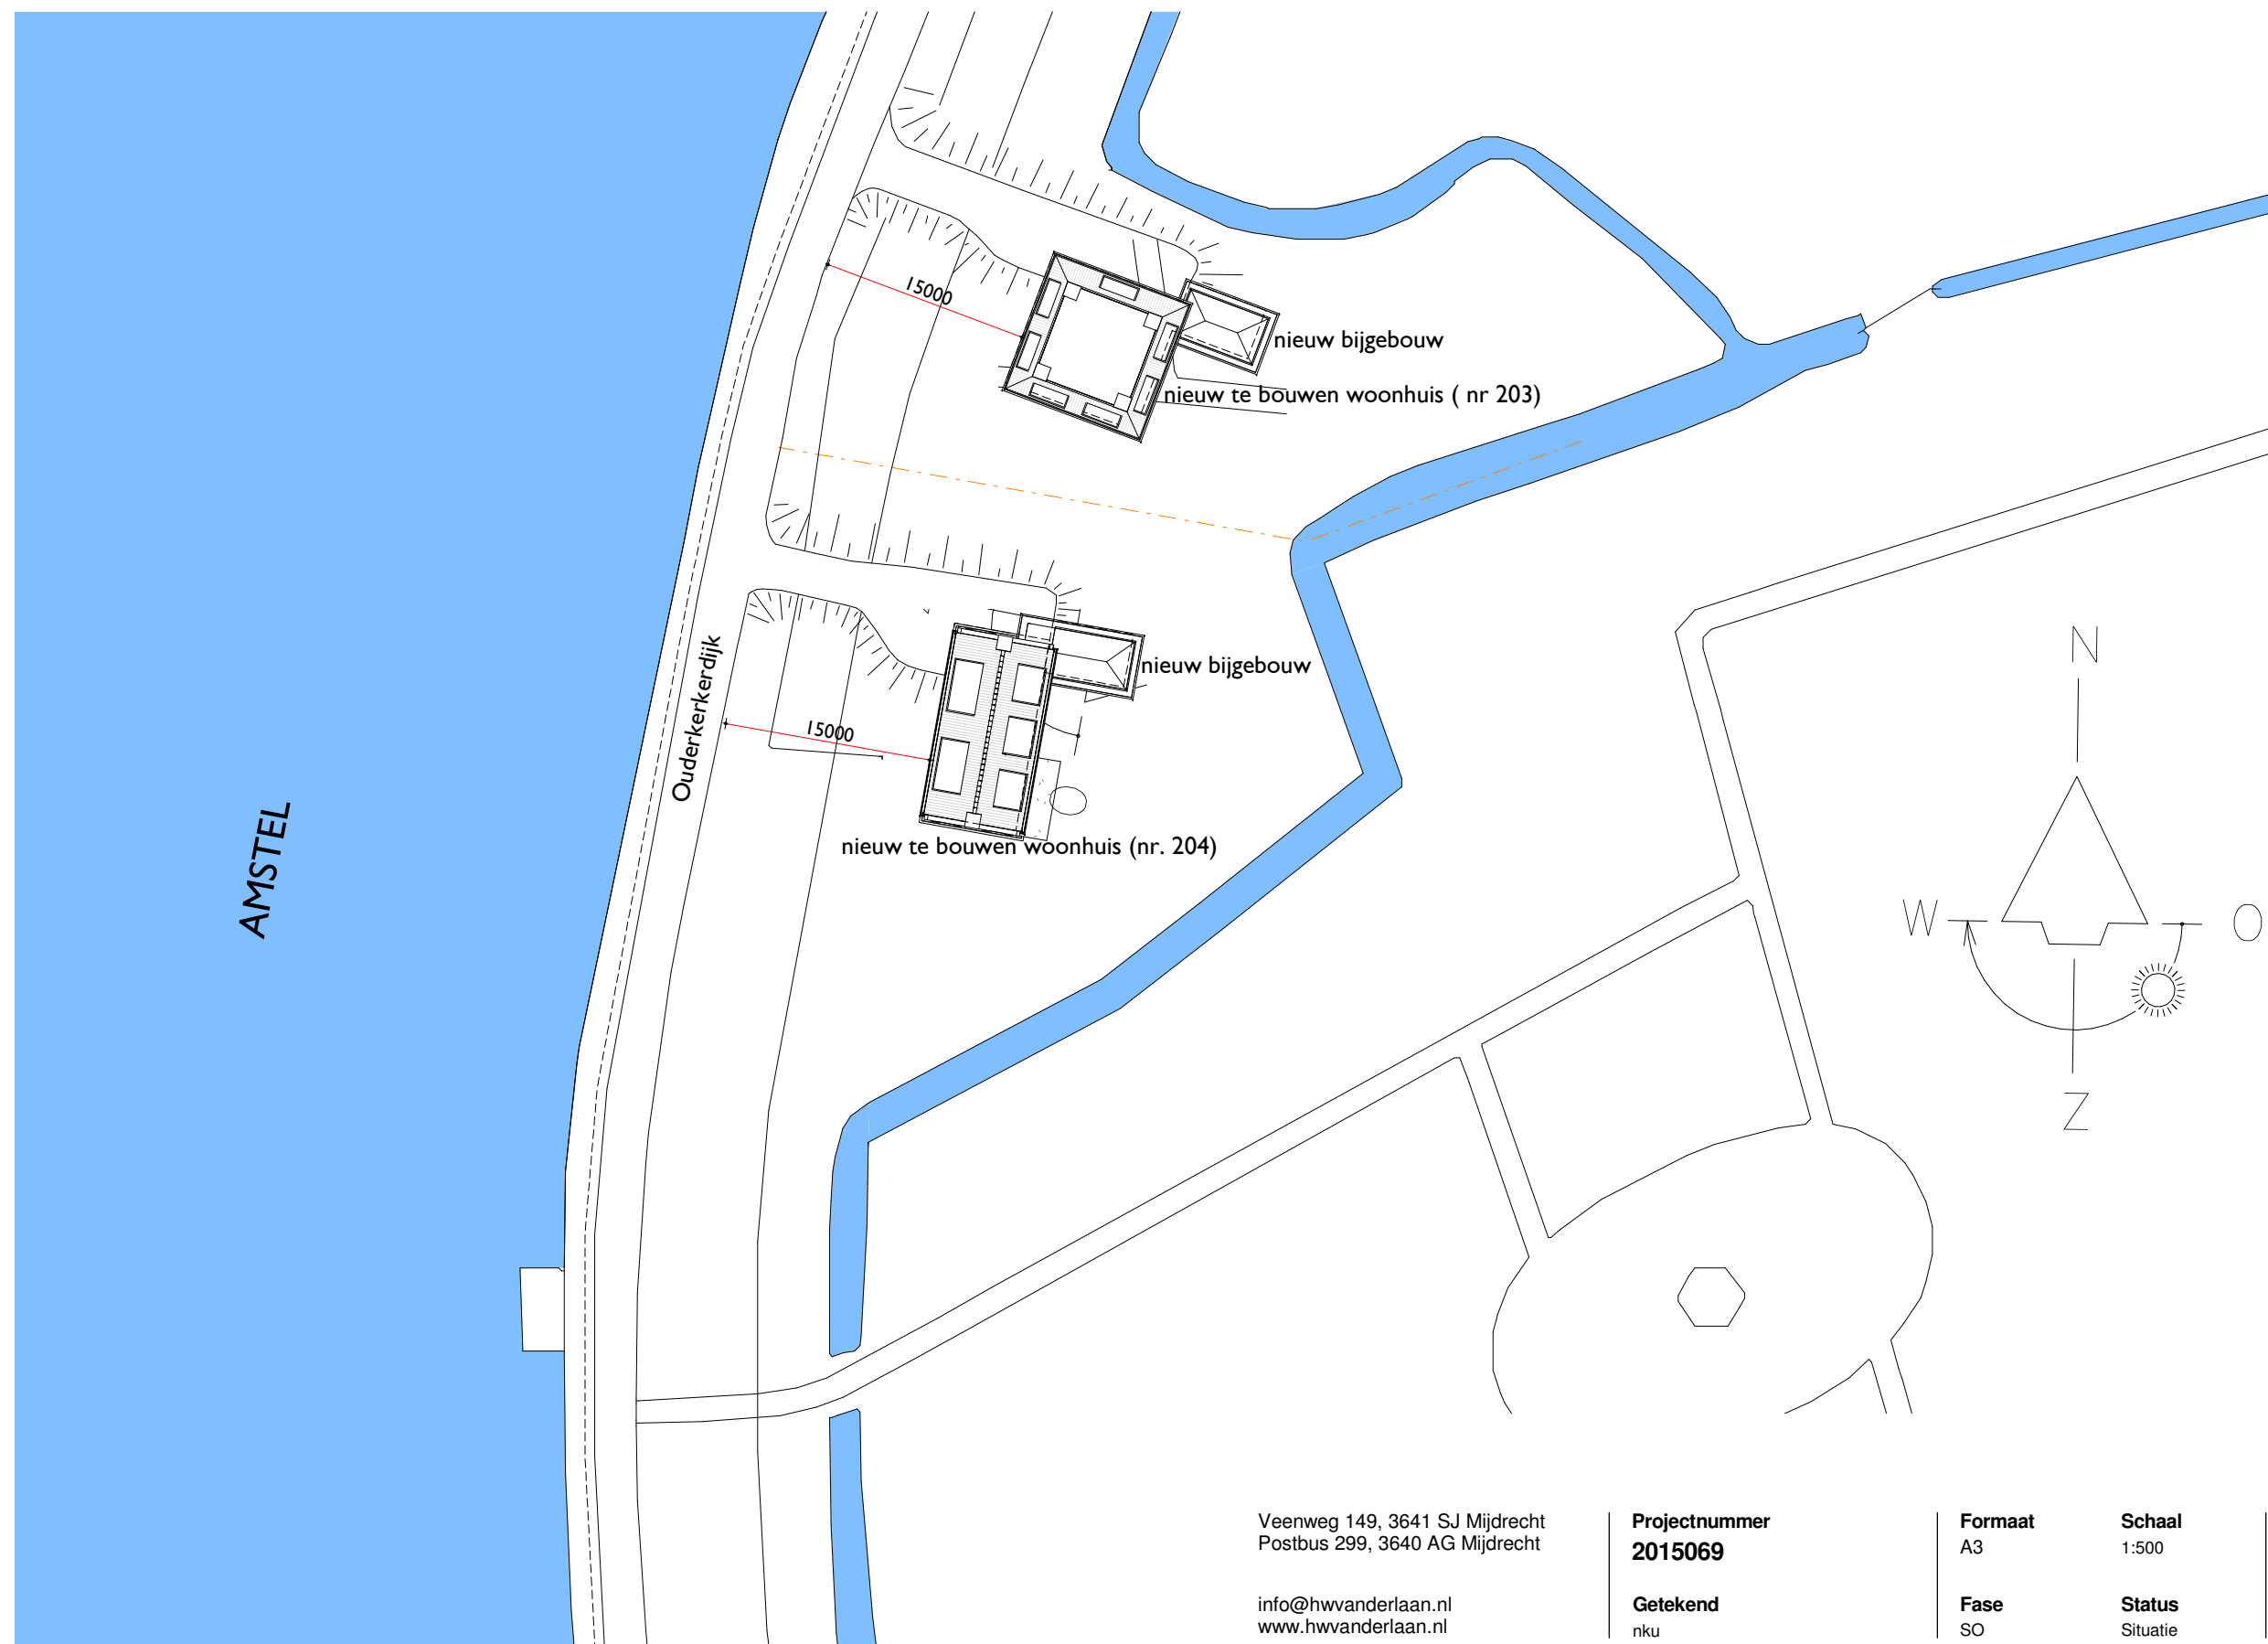 15000
nieuw bijgebouw
nieuw te bouwen woonhuis ( nr 203)
Ouderkerkerdijk
nieuw bijgebouw
15000
nieuw te bouwen woonhuis (nr. 204)
AMSTEL
N
W
O
Z
Veenweg 149, 3641 SJ Mijdrecht
Postbus 299, 3640 AG Mijdrecht
info@hwvanderlaan.nl
www.hwvanderlaan.nl
Projectnummer
2015069
Getekend
nku
Formaat
A3
Fase
SO
Schaal
1:500
Status
Situatie